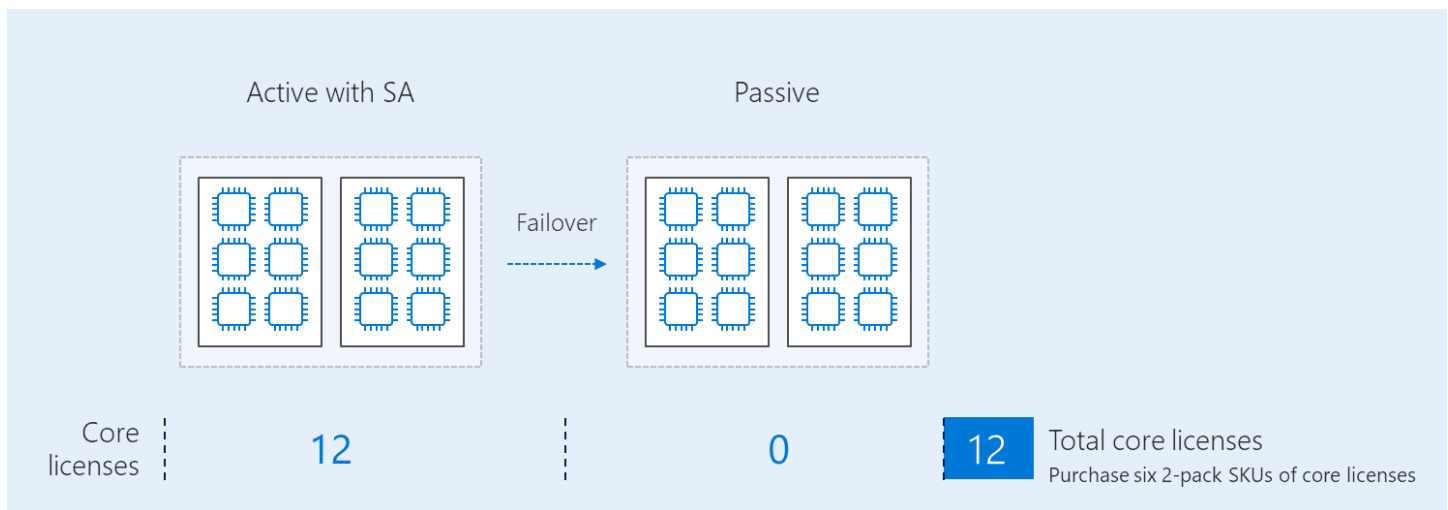 Active with SA
Passive
Failover
Core
licenses
12
0
12
Total core licenses
Purchase six 2-pack SKUs of core licenses